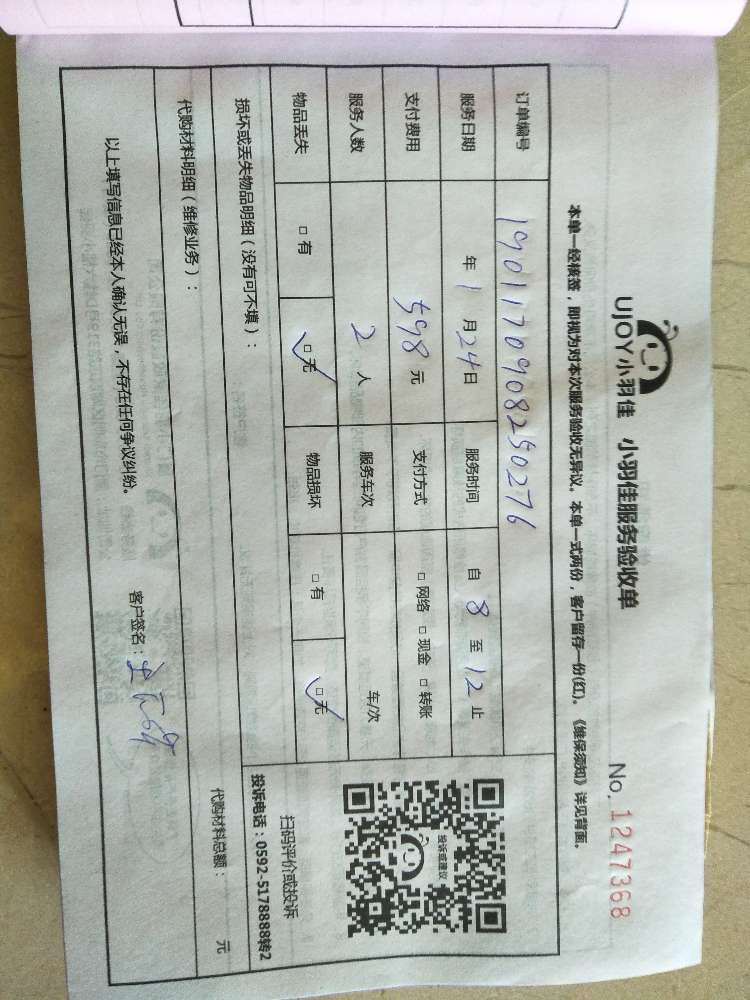 UJOY小羽佳 小羽佳服务验收单 No. 1247368
本单一经核签，即视为对本次服务验收无异议。本单一式两份，客户留存一份(红)。《维保须知》详见背面。
订单编号 1901170908250276
服务日期 年 1 月 24 日 服务时间 自 8 至 12 止
支付费用 598 元 支付方式 □ 网络 □ 现金 □ 转账
服务人数 2 人 服务车次 车/次
物品丢失 □ 有 □ 无 物品损坏 □ 有 □ 无
损坏或丢失物品明细（没有可不填）：
投诉或建议
扫码评价或投诉
投诉电话：0592-5178888转2
代购材料明细（维修业务）： 代购材料总额： 元
以上填写信息已经本人确认无误，不存在任何争议纠纷。 客户签名：